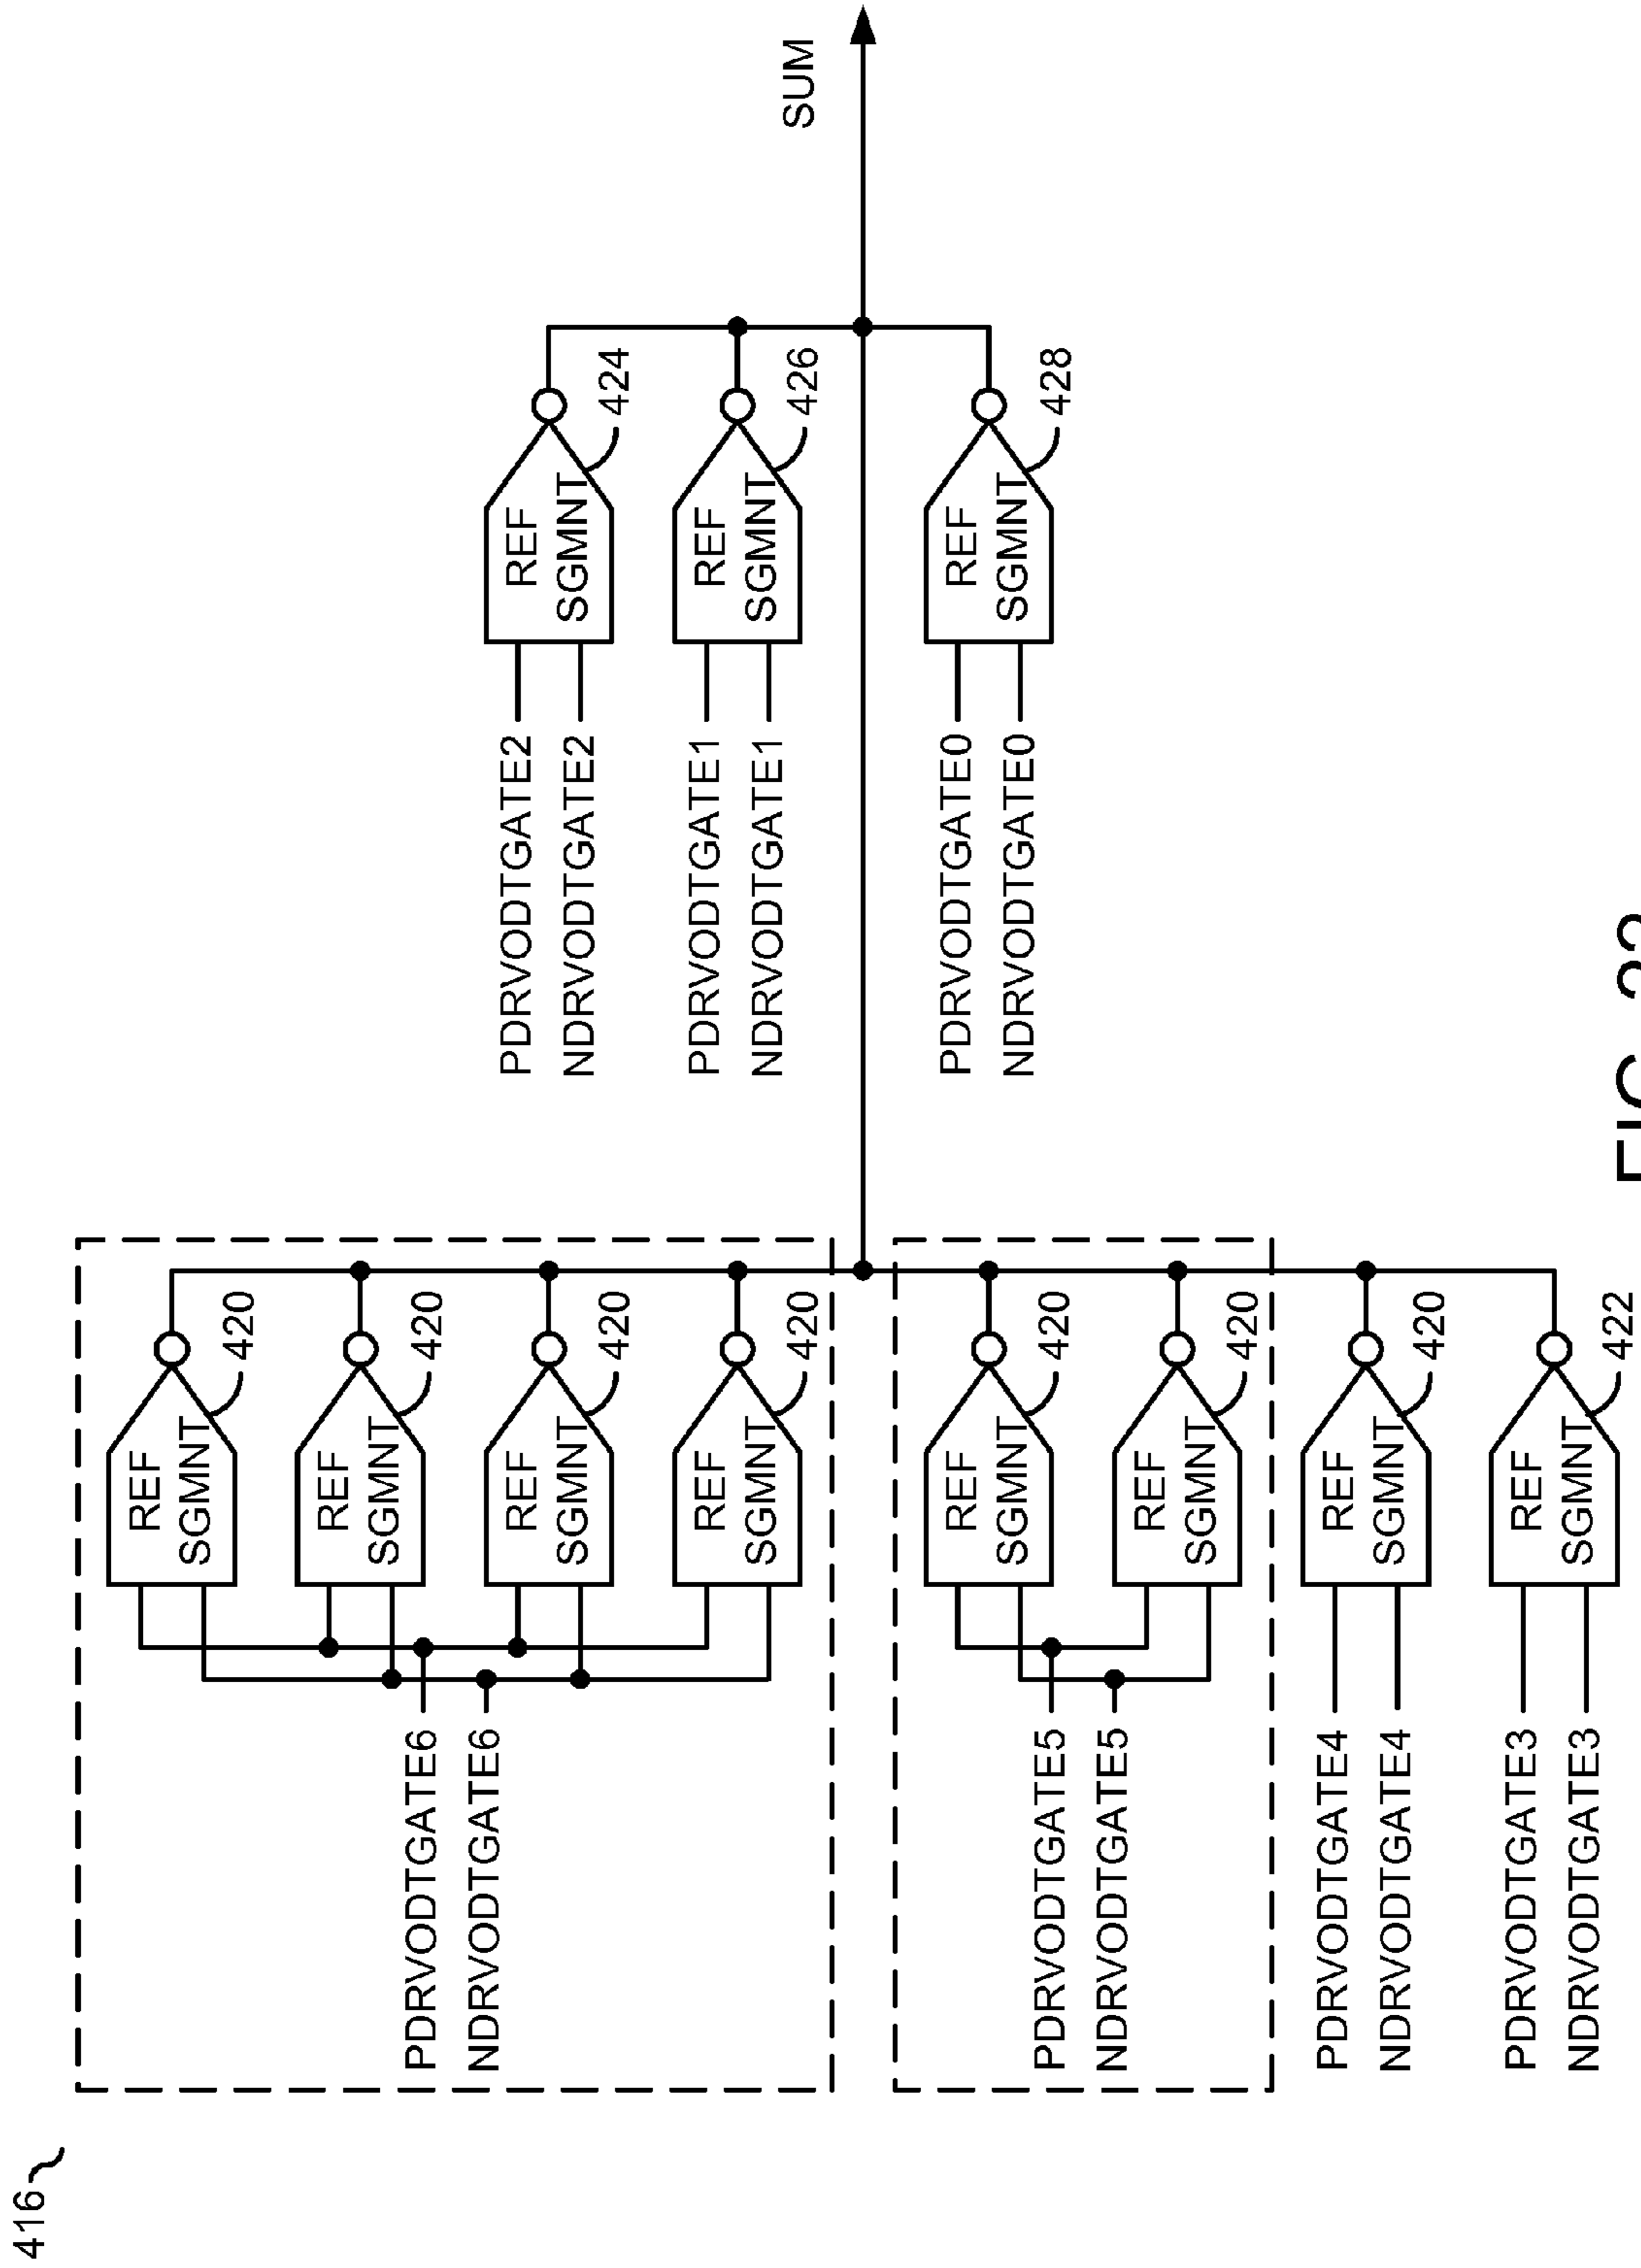 416
PDRVODTGATE6
NDRVODTGATE6
REF
SGMNT
420
REF
SGMNT
420
REF
SGMNT
420
REF
SGMNT
420
PDRVODTGATE5
NDRVODTGATE5
REF
SGMNT
420
REF
SGMNT
420
PDRVODTGATE4
NDRVODTGATE4
REF
SGMNT
420
PDRVODTGATE3
NDRVODTGATE3
REF
SGMNT
422
PDRVODTGATE2
NDRVODTGATE2
REF
SGMNT
424
PDRVODTGATE1
NDRVODTGATE1
REF
SGMNT
426
PDRVODTGATE0
NDRVODTGATE0
REF
SGMNT
428
SUM